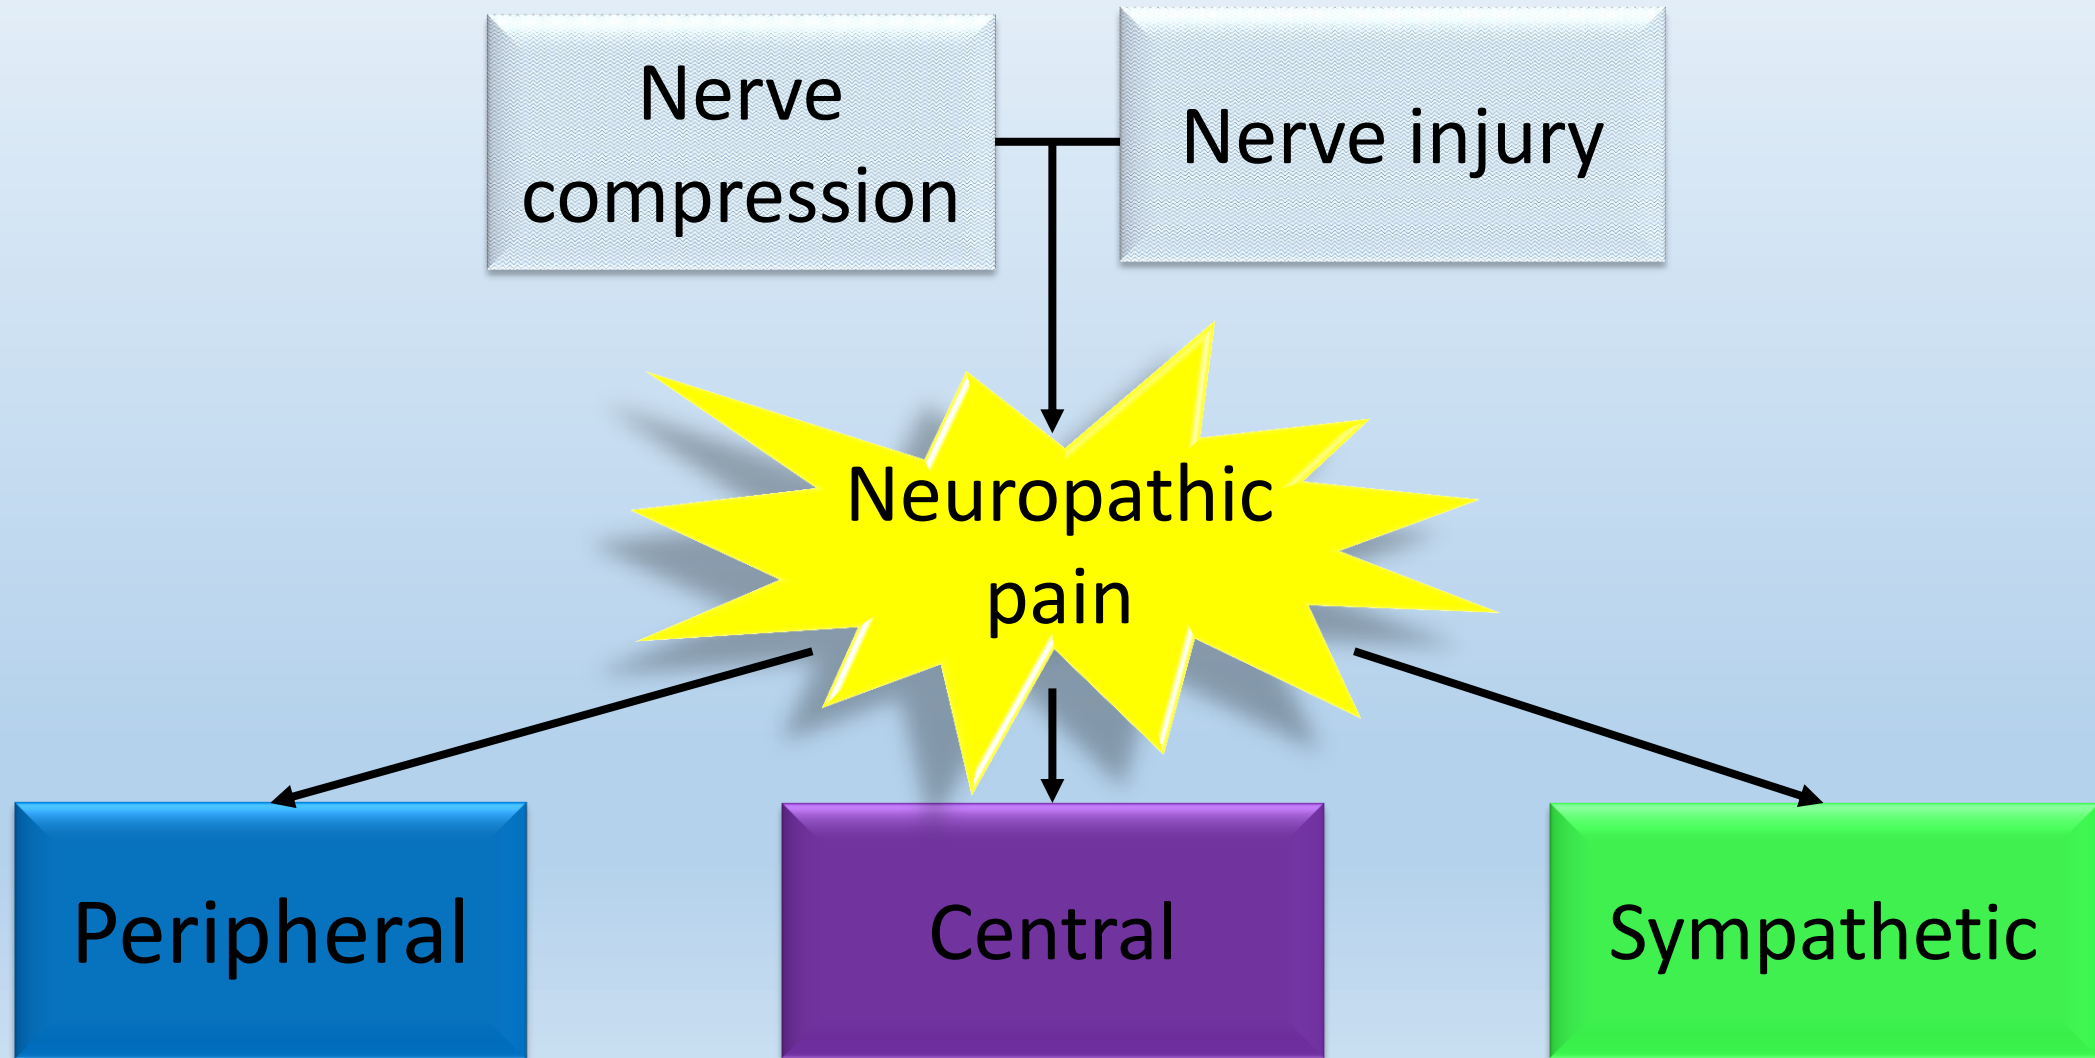 Nerve
compression
Nerve injury
Neuropathic
pain
Peripheral
Central
Sympathetic